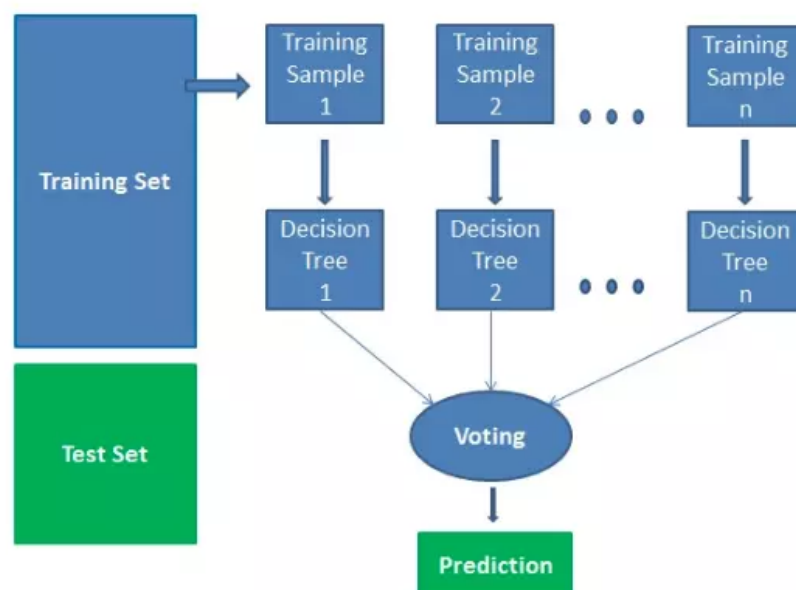 Training Set
Training
Sample
1
Training
Sample
2
Training
Sample
n
Decision
Tree
1
Decision
Tree
2
Decision
Tree
n
Test Set
Voting
Prediction